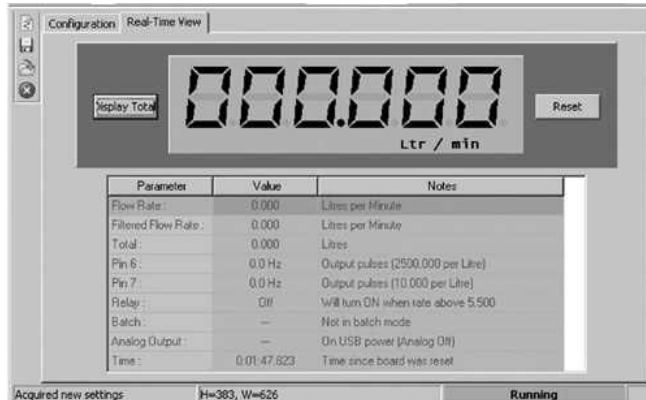 Configuration Real-Time View
Display Total
000.000
Reset
Ltr / min
Parameter Value Notes
Flow Rate : 0.000 Litres per Minute
Filtered Flow Rate : 0.000 Litres per Minute
Total : 0.000 Litres
Pin 6 : 0.0 Hz Output pulses (2500.000 per Litre)
Pin 7 : 0.0 Hz Output pulses (10.000 per Litre)
Relay : Off Will turn ON when rate above 5.500
Batch : --- Not in batch mode
Analog Output : --- On USB power (Analog Off)
Time : 0:01:47.623 Time since board was reset
Acquired new settings H=383, W=626 Running